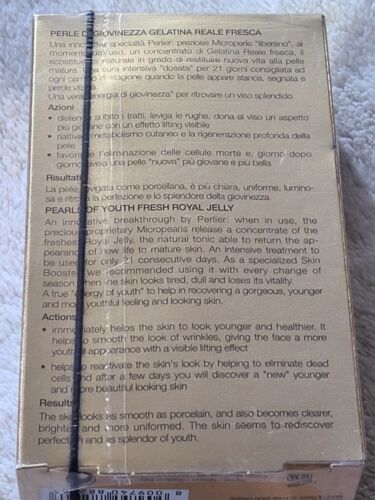 PERLE DI GIOVINEZZA GELATINA REALE FRESCA
Una innovativa specialità Perlier: preziose Microperle "liberano", al
momento dell'uso, un concentrato di Gelatina Reale fresca, il
ricostituente naturale in grado di restituire nuova vita alla pelle
matura. Una cura intensiva "dosata" per 21 giorni consigliata ad
ogni cambio di stagione quando la pelle appare stanca, segnata e
perde vitalità.
Una vera "energia di giovinezza" per ritrovare un viso splendido.
Azioni
• distende subito i tratti, leviga le rughe, dona al viso un aspetto
più giovane con un effetto lifting visibile
• riattiva il metabolismo cutaneo e la rigenerazione profonda della
pelle
• favorisce l'eliminazione delle cellule morte e, giorno dopo
giorno, avrai una pelle "nuova" più giovane e più bella
Risultati
La pelle, levigata come porcellana, è più chiara, uniforme, lumino-
sa e ritrova la perfezione e lo splendore della giovinezza.
PEARLS OF YOUTH FRESH ROYAL JELLY
An innovative breakthrough by Perlier: when in use, the
precious proprietary Micropearls release a concentrate of the
freshest Royal Jelly, the natural tonic able to return the ap-
pearance of new life to mature skin. An intensive treatment to
be used for only 21 consecutive days. As a specialized Skin
Booster, we recommended using it with every change of
season when the skin looks tired, dull and loses its vitality.
A true "energy of youth" to help in recovering a gorgeous, younger
and more youthful feeling and looking skin.
Actions
• immediately helps the skin to look younger and healthier. It
helps to smooth the look of wrinkles, giving the face a more
youthful appearance with a visible lifting effect
• helps to reactivate the skin's look by helping to eliminate dead
cells and after a few days you will discover a "new" younger
and more beautiful looking skin
Results
The skin looks as smooth as porcelain, and also becomes clearer,
brighter and more uniformed. The skin seems to rediscover
perfection and its splendor of youth.